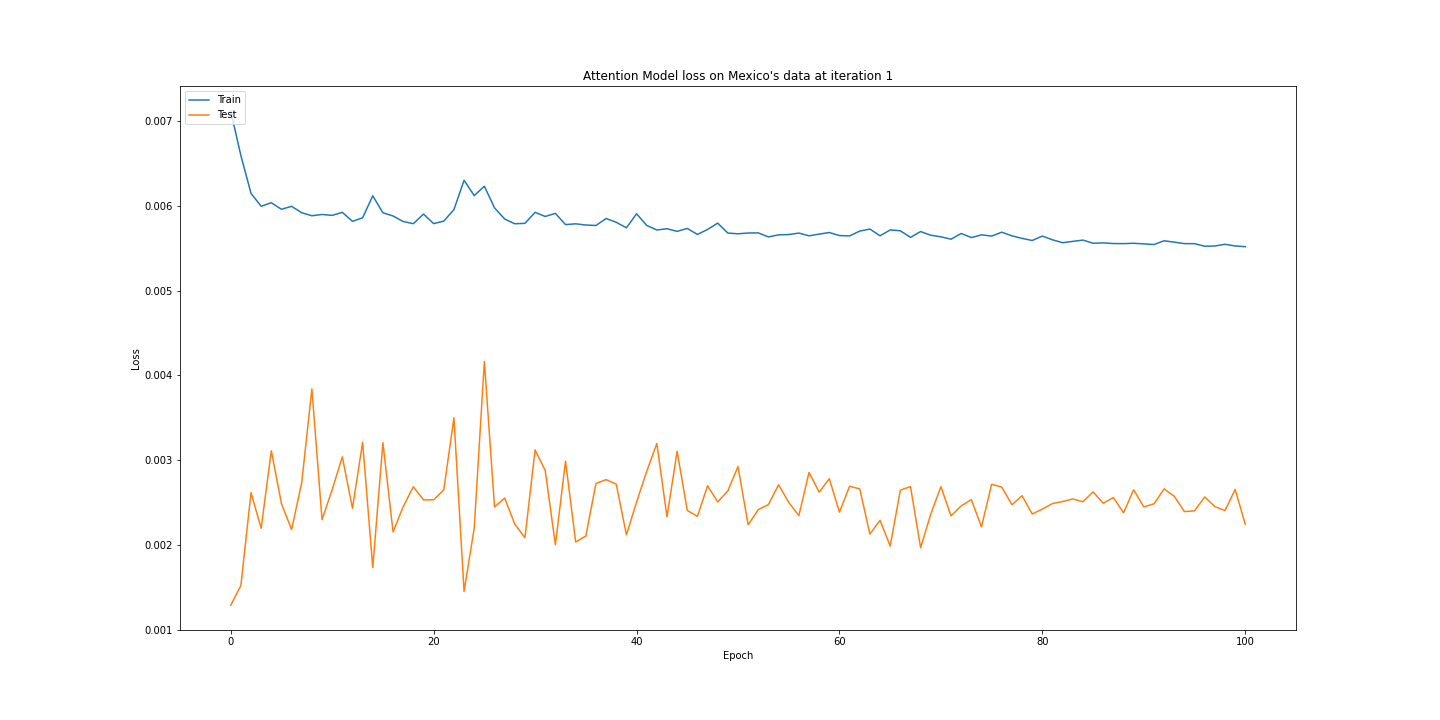 Attention Model loss on Mexico's data at iteration 1
Train
Test
0.007
0.006
0.005
0.004
0.003
0.002
0.001
Loss
0 20 40 60 80 100
Epoch